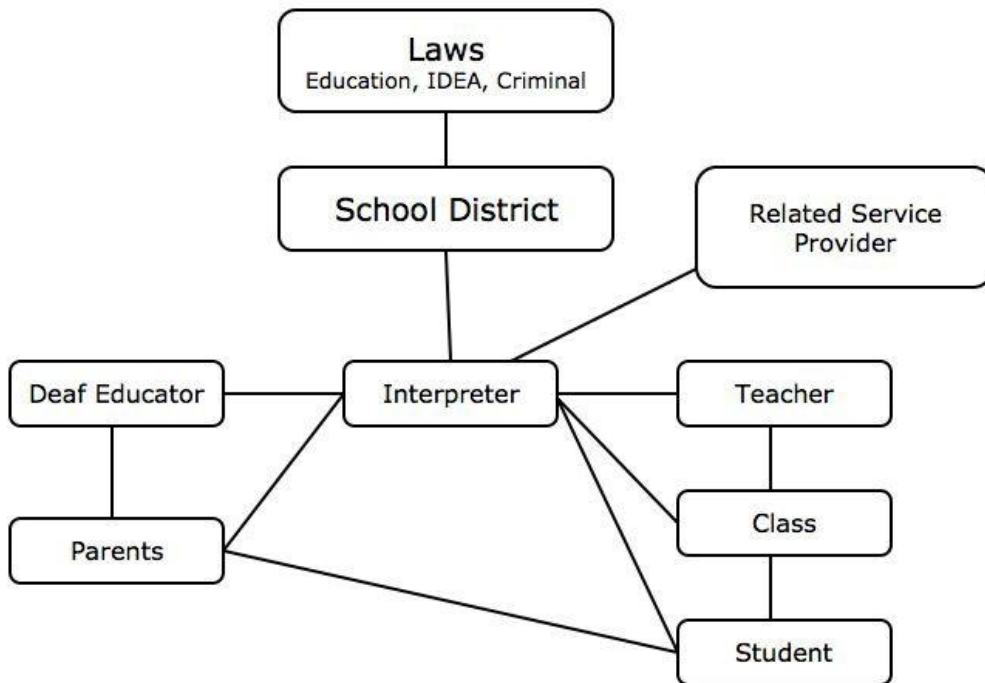 Laws
Education, IDEA, Criminal
School District
Related Service
Provider
Deaf Educator
Interpreter
Teacher
Parents
Class
Student